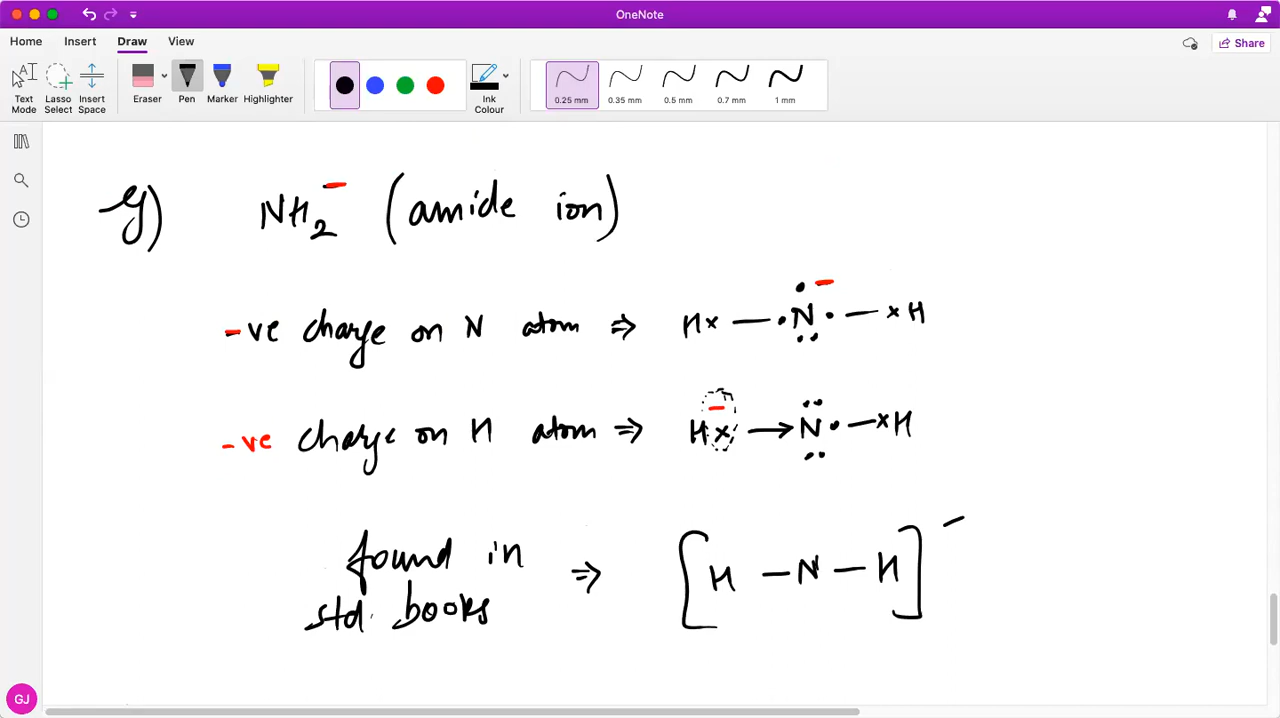 OneNote
Home Insert Draw View
Share
Text Mode
Lasso Select
Insert Space
Eraser
Pen
Marker
Highlighter
Ink Colour
0.25 mm
0.35 mm
0.5 mm
0.7 mm
1 mm
g) NH₂⁻ (amide ion)
-ve charge on N atom ⇒ H× — ·N̈·⁻ — ×H
-ve charge on H atom ⇒ H×⁻ → N̈· — ×H
found in ⇒ [H — N — H]⁻
std. books
GJ